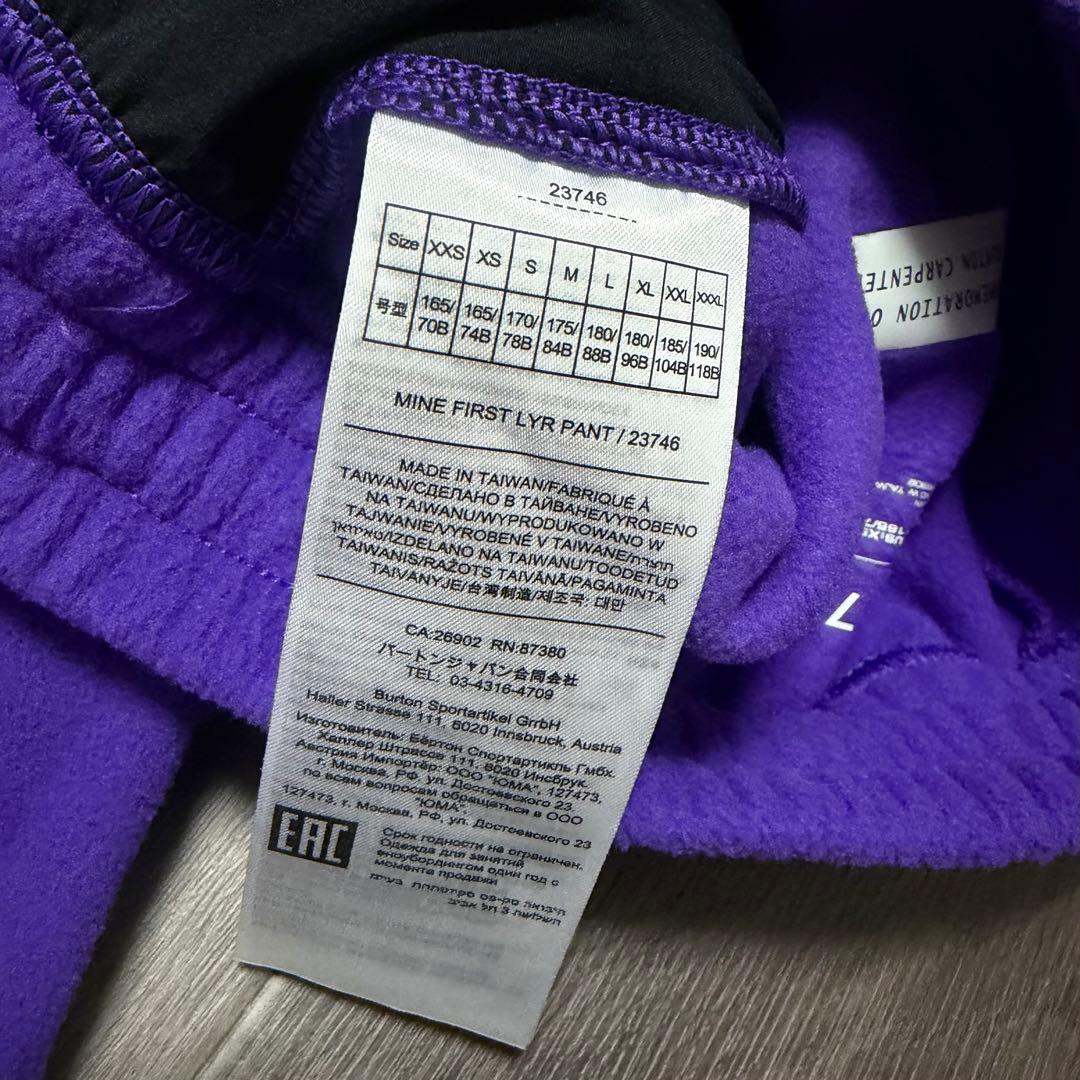 23746
Size XXS XS S M L XL XXL XXXL
号型 165/70B 165/74B 170/78B 175/84B 180/88B 180/96B 185/104B 190/118B
MINE FIRST LYR PANT / 23746
MADE IN TAIWAN/FABRIQUÉ À
TAIWAN/СДЕЛАНО В ТАЙВАНЕ/VYROBENO
NA TAJWANU/WYPRODUKOWANO W
TAJWANIE/VYROBENÉ V TAIWANE/
/IZDELANO NA TAIWANU/TOODETUD
TAIWANIS/RAŽOTS TAIVĀNĀ/PAGAMINTA
TAIVANYJE/台灣制造/제조국: 대만
CA:26902 RN:87380
バートンジャパン合同会社
TEL: 03-4316-4709
Burton Sportartikel GmbH
Haller Strasse 111, 6020 Innsbruck, Austria
Изготовитель: Бёртон Спортартикль Гмбх.
Халлер Штрассе 111, 6020 Инсбрук,
Австрия Импортёр: ООО "ЮМА", 127473,
г. Москва, РФ, ул. Достоевского 23
по всем вопросам обращаться в ООО
"ЮМА"
127473, г. Москва, РФ, ул. Достоевского 23
EAC
Срок годности не ограничен.
Одежда для занятий
сноубордингом один год с
момента продажи
CARPENTE
ORATION O
7